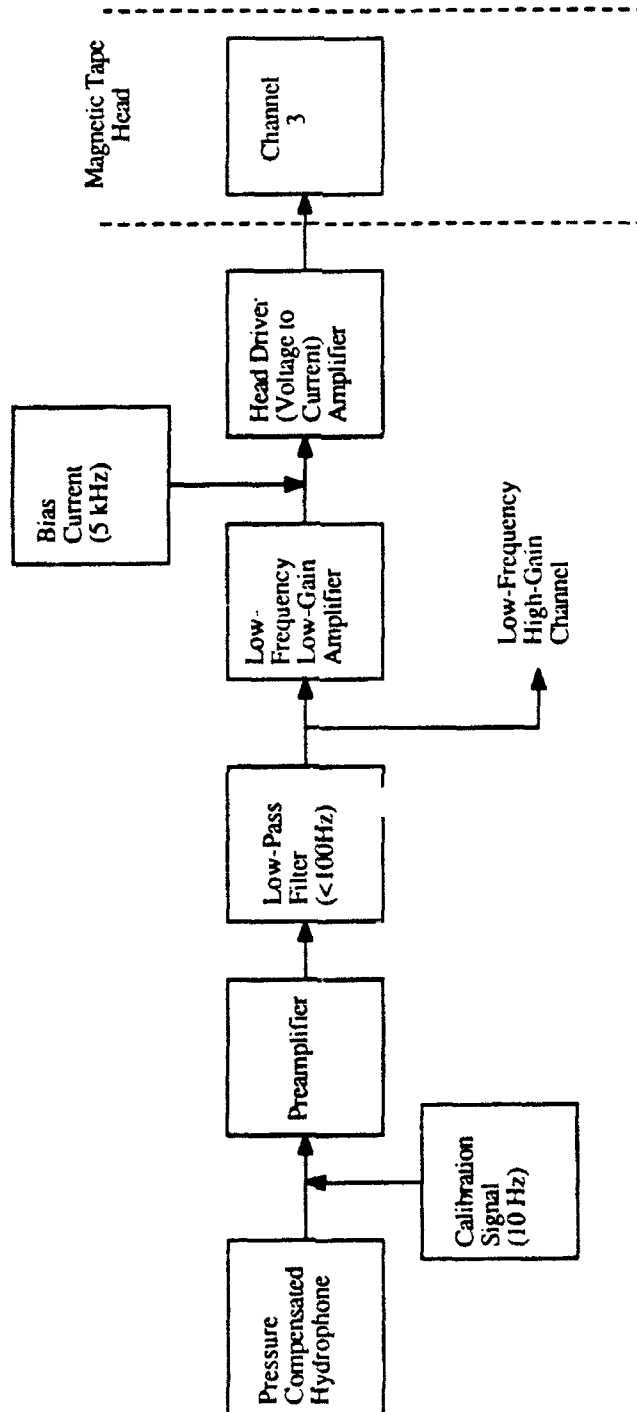 Pressure
Compensated
Hydrophone
Calibration
Signal
(10 Hz)
Preamplifier
Low-Pass
Filter
(<100Hz)
Low-
Frequency
Low-Gain
Amplifier
Low-Frequency
High-Gain
Channel
Bias
Current
(5 kHz)
Head Driver
(Voltage to
Current)
Amplifier
Magnetic Tape
Head
Channel
3